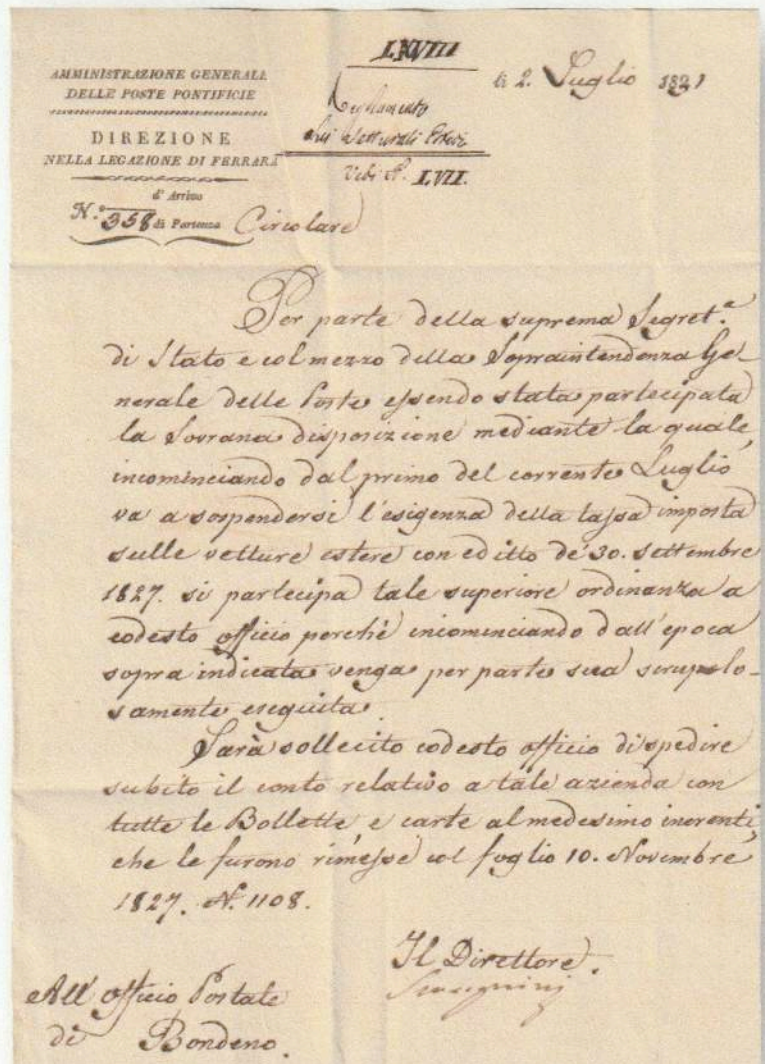 LXVIII
li 2. Luglio 1831
AMMINISTRAZIONE GENERALE
DELLE POSTE PONTIFICIE
DIREZIONE
NELLA LEGAZIONE DI FERRARA
Regolamento
sui Vetturali Esteri
Vedi N. LVII.
d'Arrivo
N.° 358 di Partenza Circolare
Per parte della suprema Segret.a
di Stato e col mezzo della Sopraintendenza Ge-
nerale delle Poste essendo stata partecipata
la Sovrana disposizione mediante la quale,
incominciando dal primo del corrente Luglio
va a sospendersi l'esigenza della tassa imposta
sulle vetture estere con editto de' 30. settembre
1827. si partecipa tale superiore ordinanza a
codesto officio perchè incominciando dall'epoca
sopra indicata venga per parte sua scrupolo-
samente eseguita.
Sarà sollecito codesto officio di spedire
subito il conto relativo a tale azienda con
tutte le Bollette, e carte al medesimo inerenti,
che le furono rimesse col foglio 10. Novembre
1827. N. 1108.
Il Direttore.
All' officio Postale
di Bondeno.